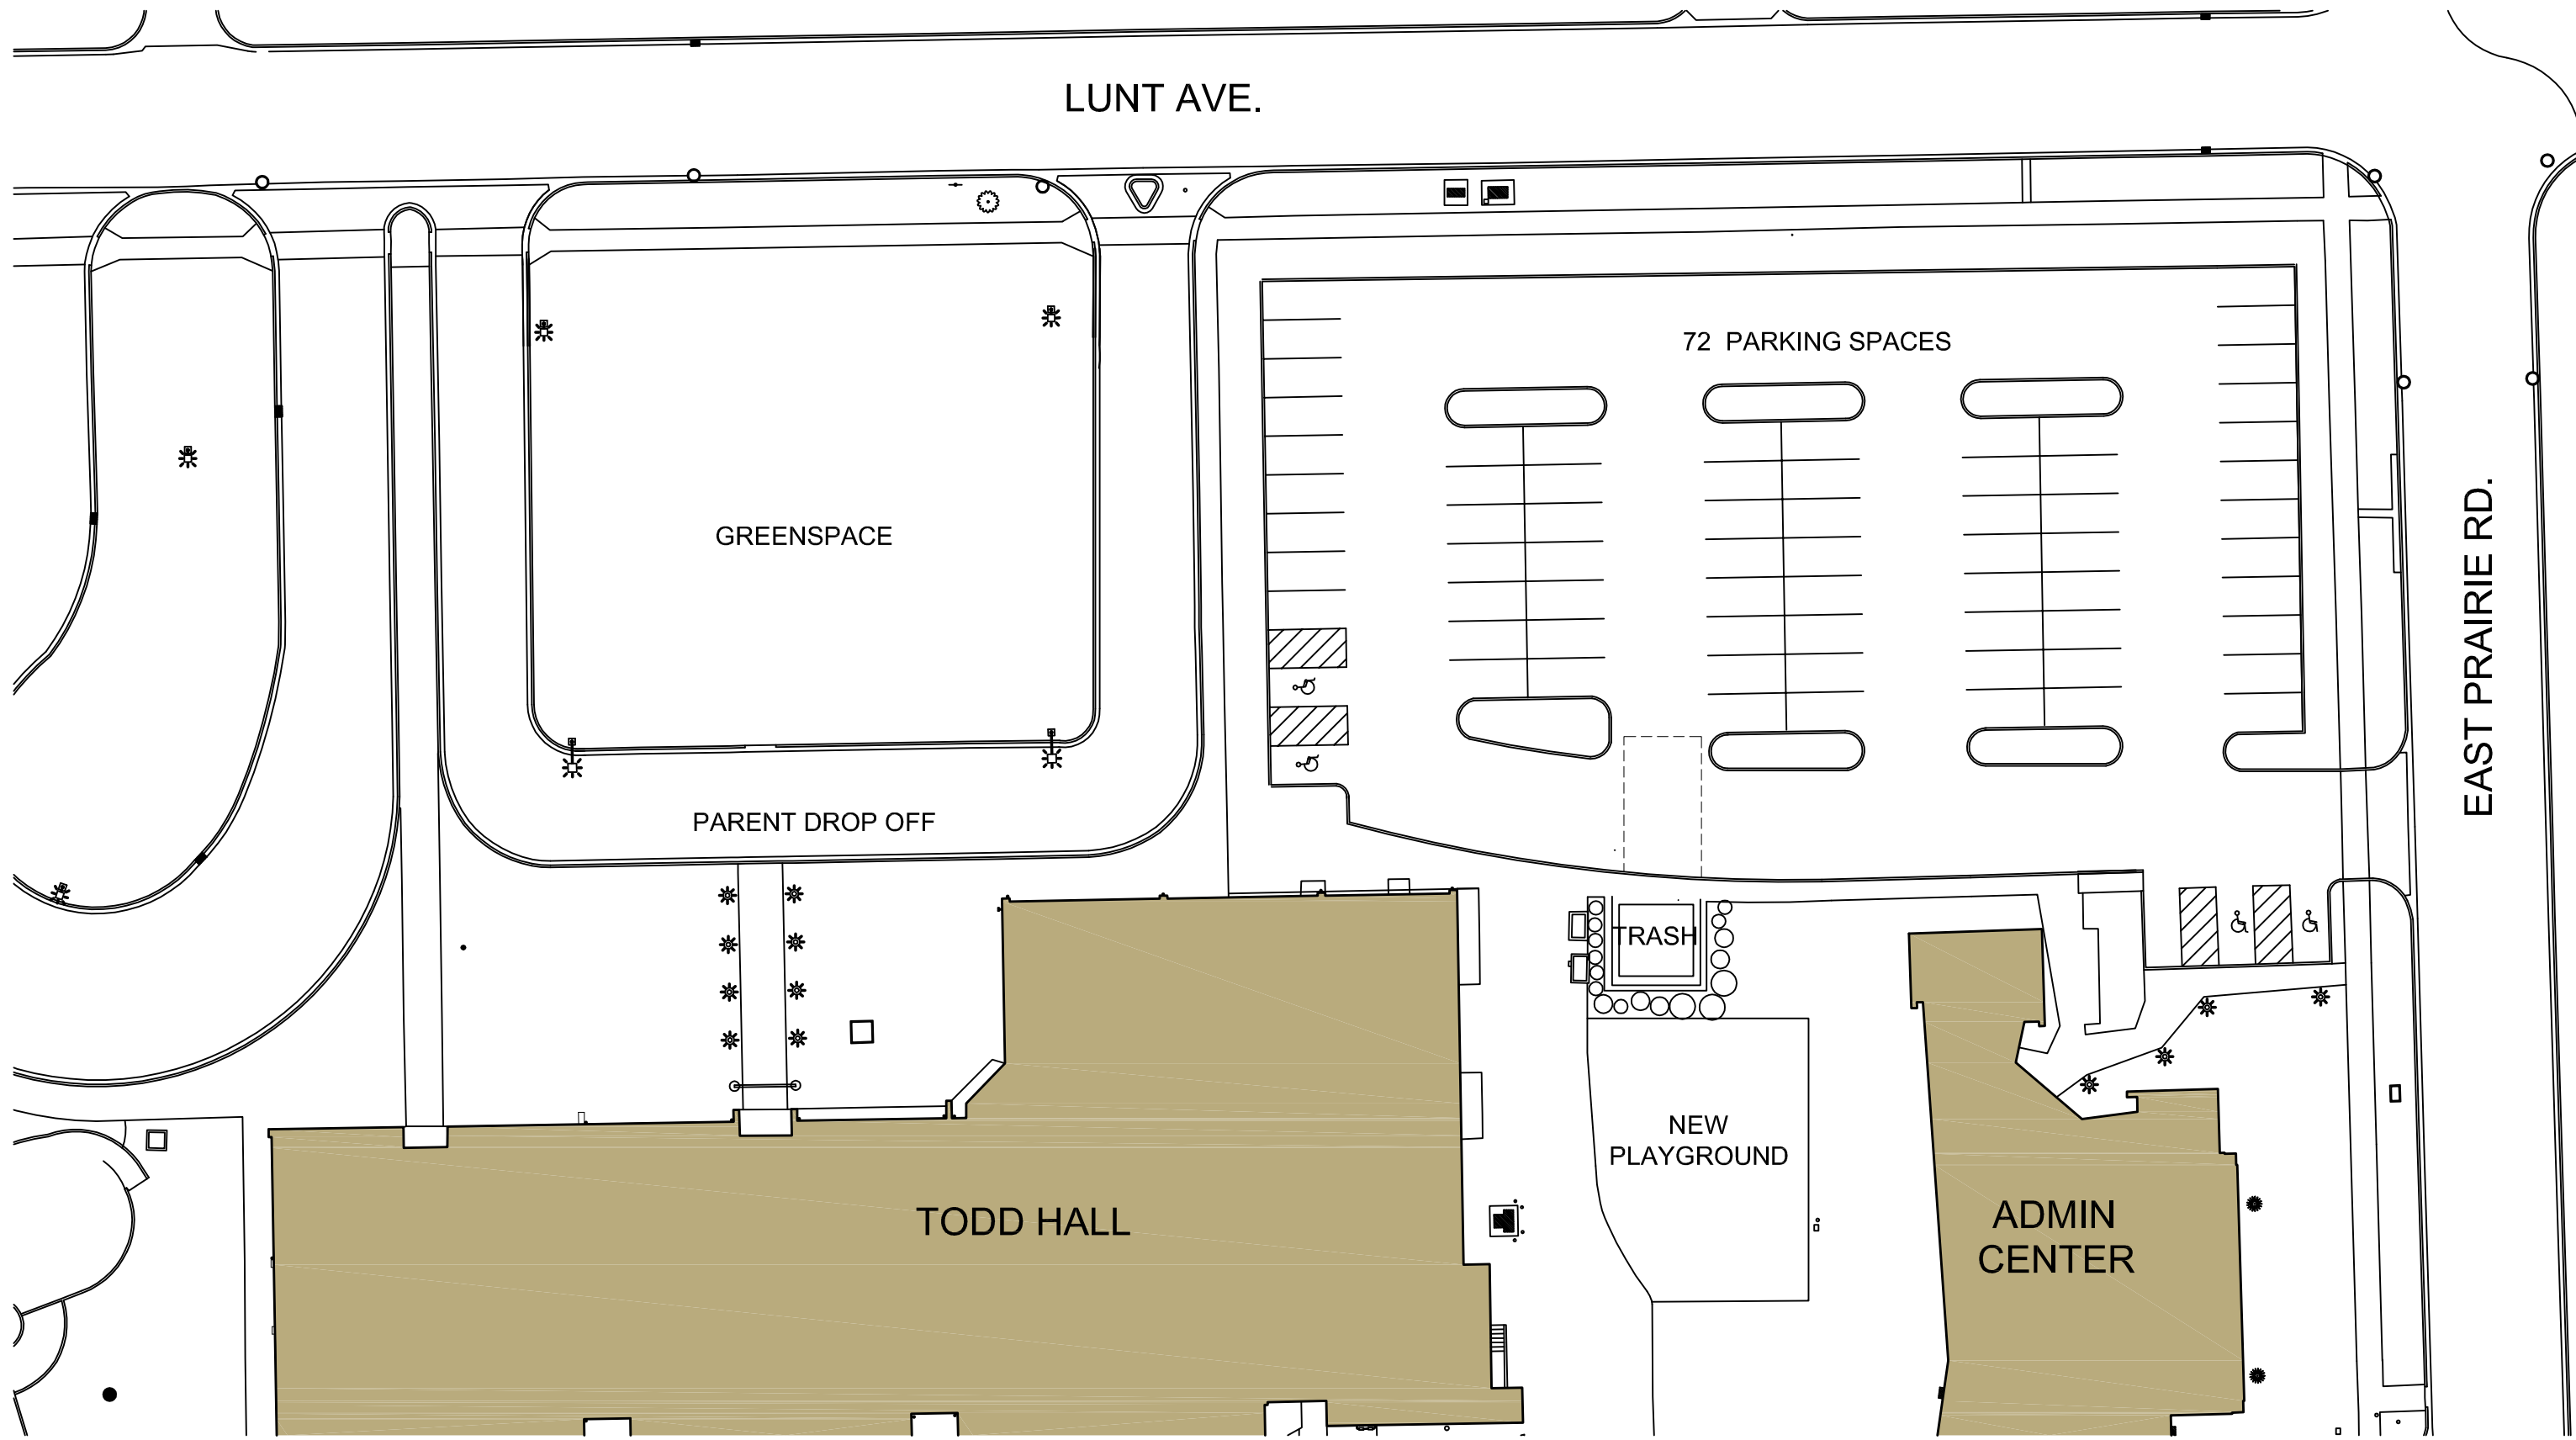 LUNT AVE.
72 PARKING SPACES
GREENSPACE
EAST PRAIRIE RD.
PARENT DROP OFF
TRASH
NEW
PLAYGROUND
TODD HALL
ADMIN
CENTER